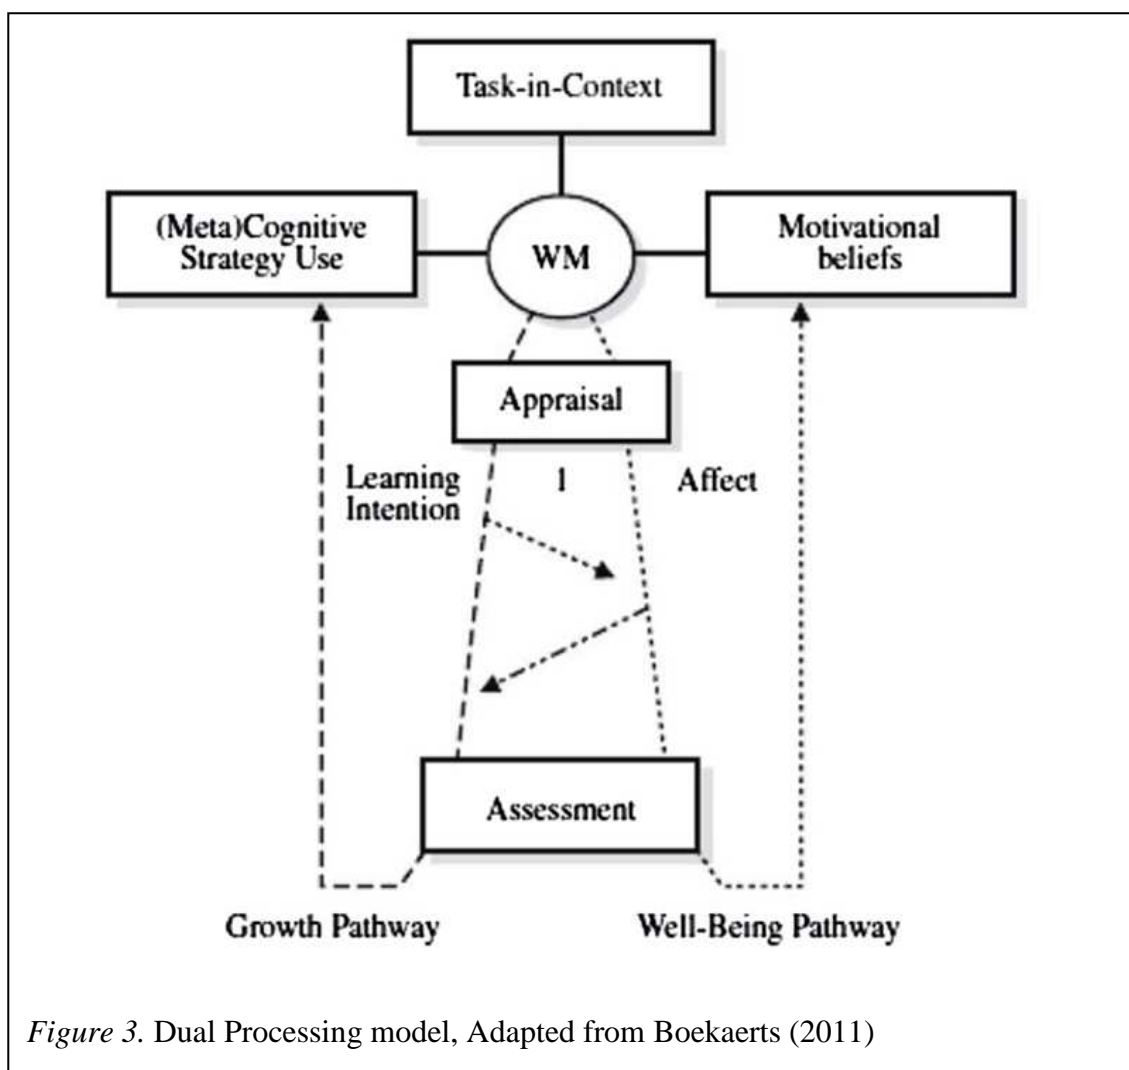 Task-in-Context
(Meta)Cognitive
Strategy Use
WM
Motivational
beliefs
Appraisal
Learning
Intention
1
Affect
Assessment
Growth Pathway
Well-Being Pathway
Figure 3. Dual Processing model, Adapted from Boekaerts (2011)